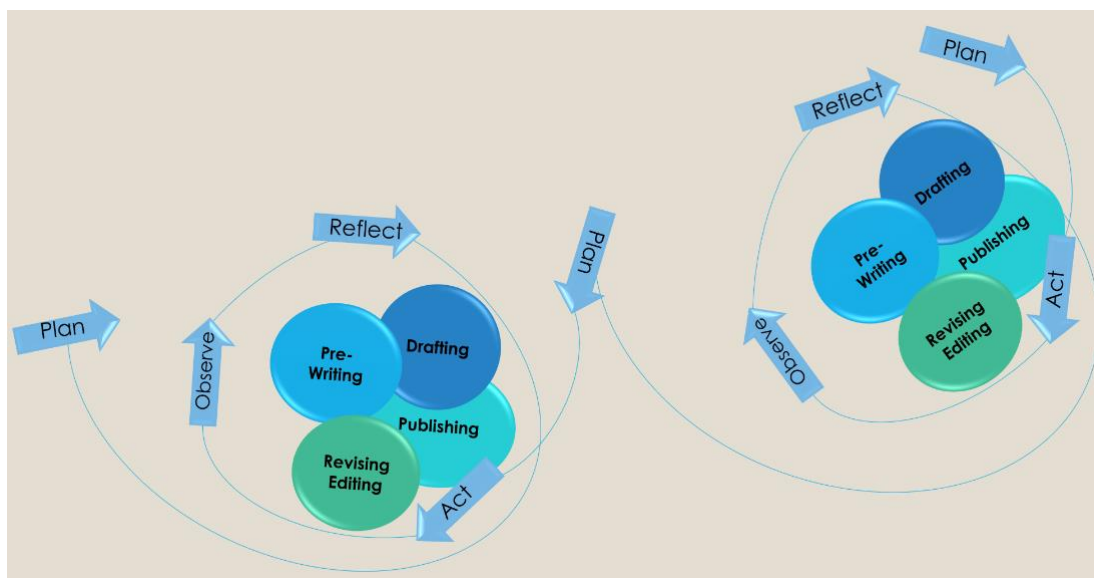 Plan
Observe
Reflect
Pre-
Writing
Drafting
Publishing
Revising
Editing
Act
Plan
Observe
Reflect
Pre-
Writing
Drafting
Publishing
Revising
Editing
Act
Plan